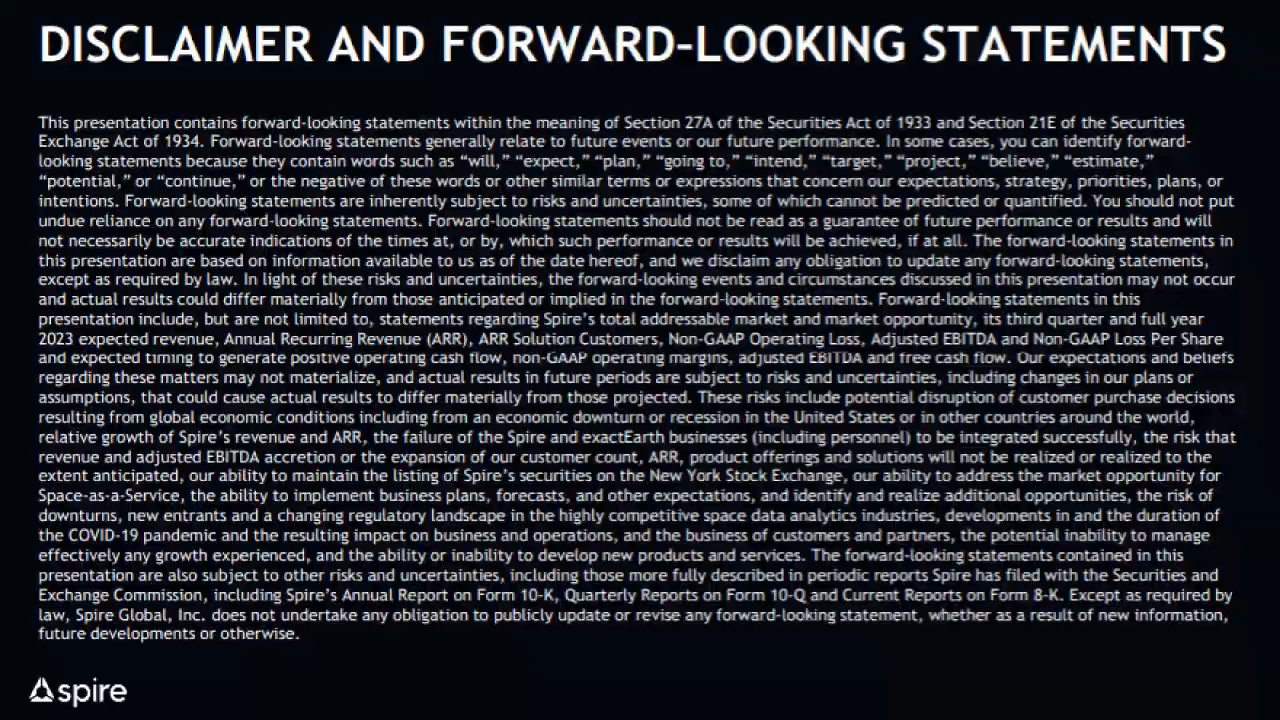 DISCLAIMER AND FORWARD-LOOKING STATEMENTS
This presentation contains forward-looking statements within the meaning of Section 27A of the Securities Act of 1933 and Section 21E of the Securities
Exchange Act of 1934. Forward-looking statements generally relate to future events or our future performance. In some cases, you can identify forward-
looking statements because they contain words such as “will,” “expect,” “plan,” “going to,” “intend,” “target,” “project,” “believe,” “estimate,”
“potential,” or “continue,” or the negative of these words or other similar terms or expressions that concern our expectations, strategy, priorities, plans, or
intentions. Forward-looking statements are inherently subject to risks and uncertainties, some of which cannot be predicted or quantified. You should not put
undue reliance on any forward-looking statements. Forward-looking statements should not be read as a guarantee of future performance or results and will
not necessarily be accurate indications of the times at, or by, which such performance or results will be achieved, if at all. The forward-looking statements in
this presentation are based on information available to us as of the date hereof, and we disclaim any obligation to update any forward-looking statements,
except as required by law. In light of these risks and uncertainties, the forward-looking events and circumstances discussed in this presentation may not occur
and actual results could differ materially from those anticipated or implied in the forward-looking statements. Forward-looking statements in this
presentation include, but are not limited to, statements regarding Spire’s total addressable market and market opportunity, its third quarter and full year
2023 expected revenue, Annual Recurring Revenue (ARR), ARR Solution Customers, Non-GAAP Operating Loss, Adjusted EBITDA and Non-GAAP Loss Per Share
and expected timing to generate positive operating cash flow, non-GAAP operating margins, adjusted EBITDA and free cash flow. Our expectations and beliefs
regarding these matters may not materialize, and actual results in future periods are subject to risks and uncertainties, including changes in our plans or
assumptions, that could cause actual results to differ materially from those projected. These risks include potential disruption of customer purchase decisions
resulting from global economic conditions including from an economic downturn or recession in the United States or in other countries around the world,
relative growth of Spire’s revenue and ARR, the failure of the Spire and exactEarth businesses (including personnel) to be integrated successfully, the risk that
revenue and adjusted EBITDA accretion or the expansion of our customer count, ARR, product offerings and solutions will not be realized or realized to the
extent anticipated, our ability to maintain the listing of Spire’s securities on the New York Stock Exchange, our ability to address the market opportunity for
Space-as-a-Service, the ability to implement business plans, forecasts, and other expectations, and identify and realize additional opportunities, the risk of
downturns, new entrants and a changing regulatory landscape in the highly competitive space data analytics industries, developments in and the duration of
the COVID-19 pandemic and the resulting impact on business and operations, and the business of customers and partners, the potential inability to manage
effectively any growth experienced, and the ability or inability to develop new products and services. The forward-looking statements contained in this
presentation are also subject to other risks and uncertainties, including those more fully described in periodic reports Spire has filed with the Securities and
Exchange Commission, including Spire’s Annual Report on Form 10-K, Quarterly Reports on Form 10-Q and Current Reports on Form 8-K. Except as required by
law, Spire Global, Inc. does not undertake any obligation to publicly update or revise any forward-looking statement, whether as a result of new information,
future developments or otherwise.
spire